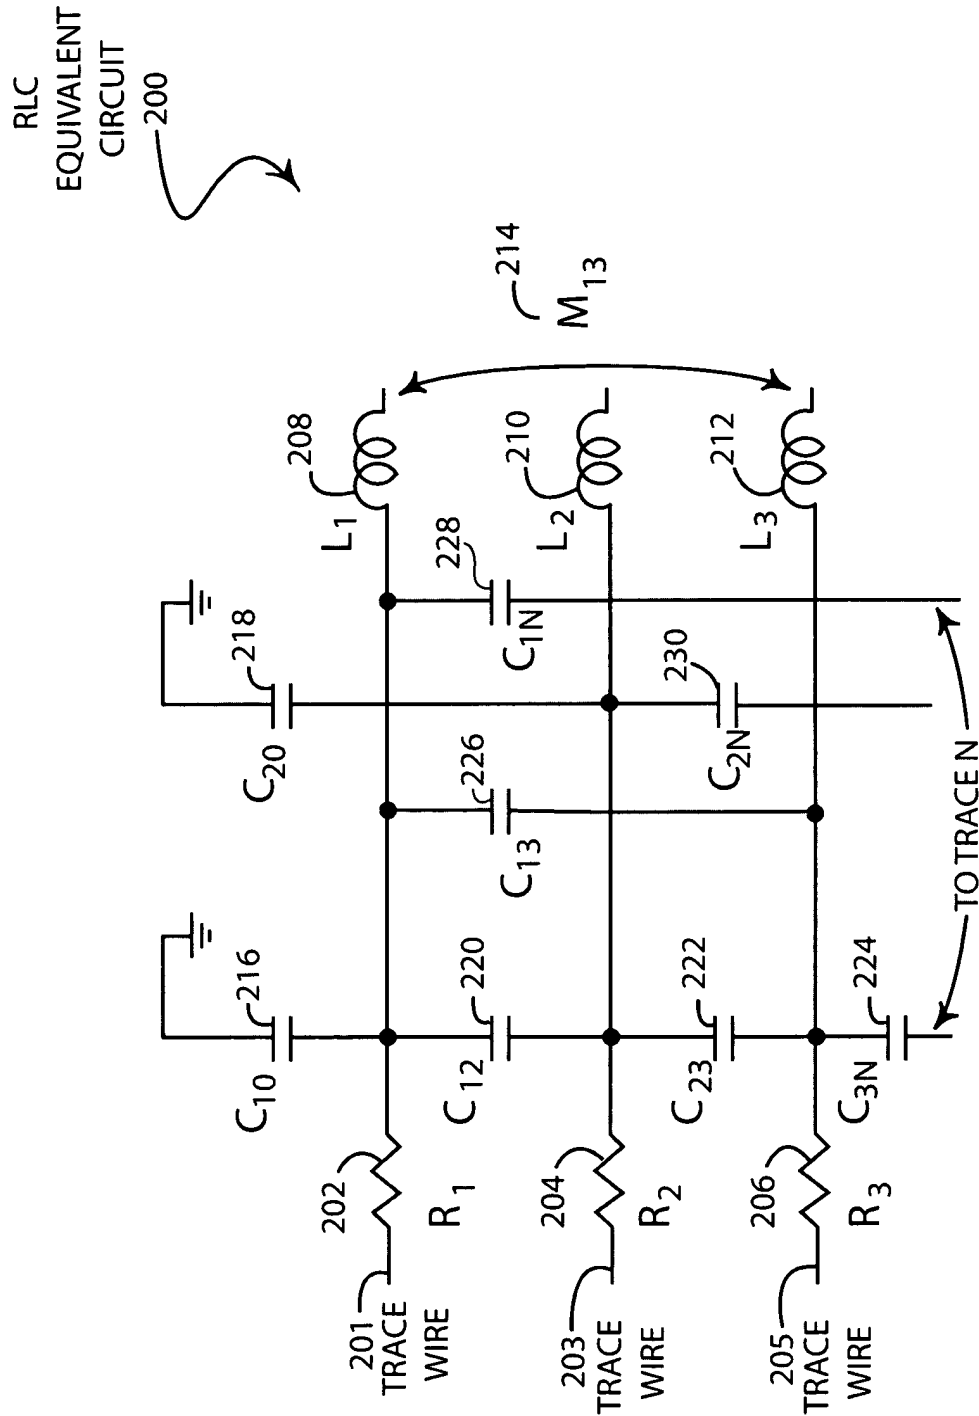 RLC
EQUIVALENT
CIRCUIT
200
214
M13
208
L1
210
L2
212
L3
218
C20
228
C1N
230
C2N
226
C13
216
C10
220
C12
222
C23
224
C3N
TO TRACE N
202
R1
204
R2
206
R3
201
TRACE
WIRE
203
TRACE
WIRE
205
TRACE
WIRE